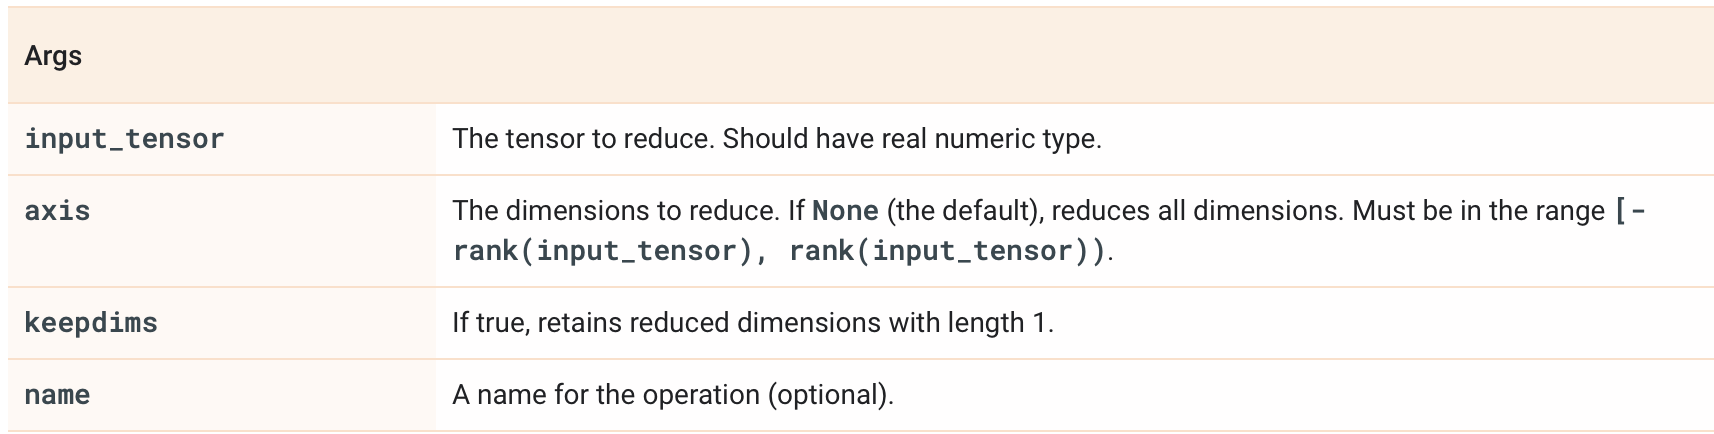 Args
input_tensor The tensor to reduce. Should have real numeric type.
axis The dimensions to reduce. If None (the default), reduces all dimensions. Must be in the range [-
rank(input_tensor), rank(input_tensor)).
keepdims If true, retains reduced dimensions with length 1.
name A name for the operation (optional).